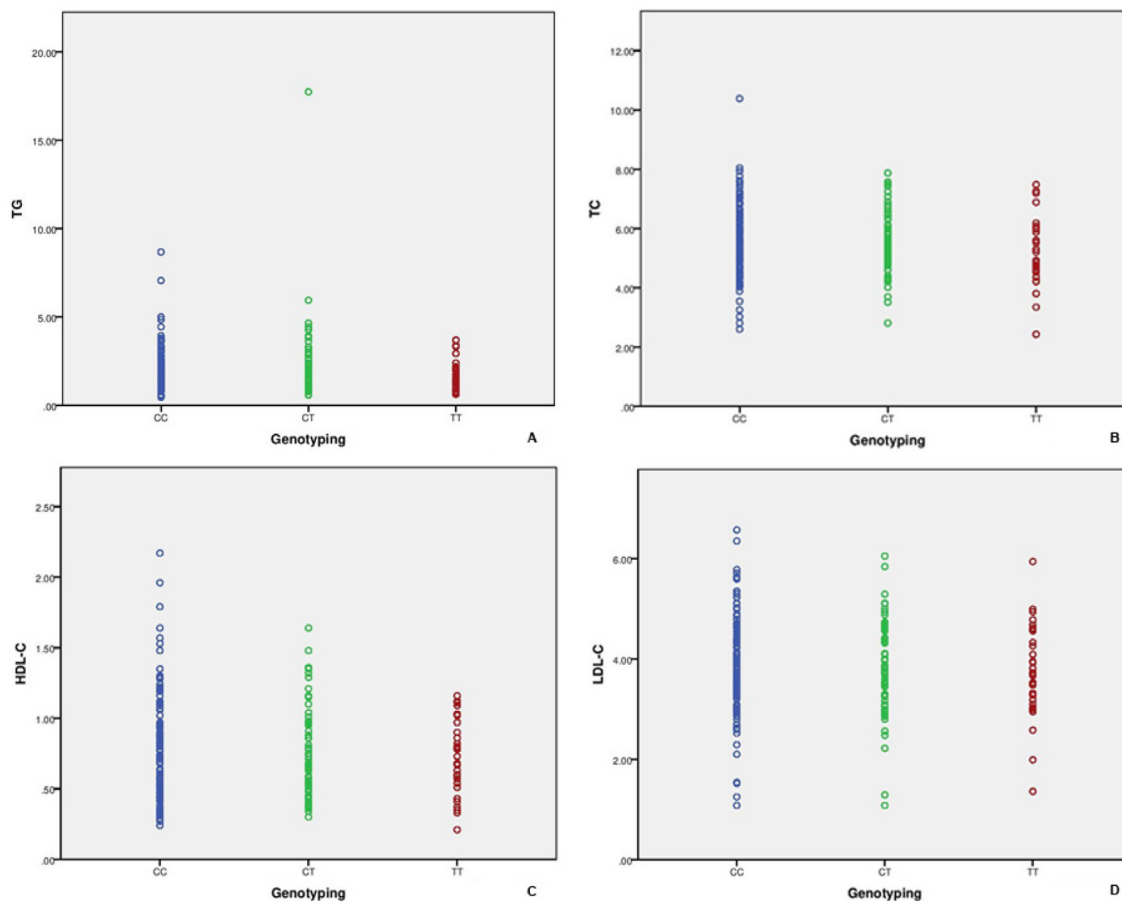 20.00
15.00
10.00
5.00
.00
TG
CC CT TT
Genotyping
A
12.00
10.00
8.00
6.00
4.00
2.00
.00
TC
CC CT TT
Genotyping
B
2.50
2.00
1.50
1.00
.50
.00
HDL-C
CC CT TT
Genotyping
C
6.00
4.00
2.00
.00
LDL-C
CC CT TT
Genotyping
D